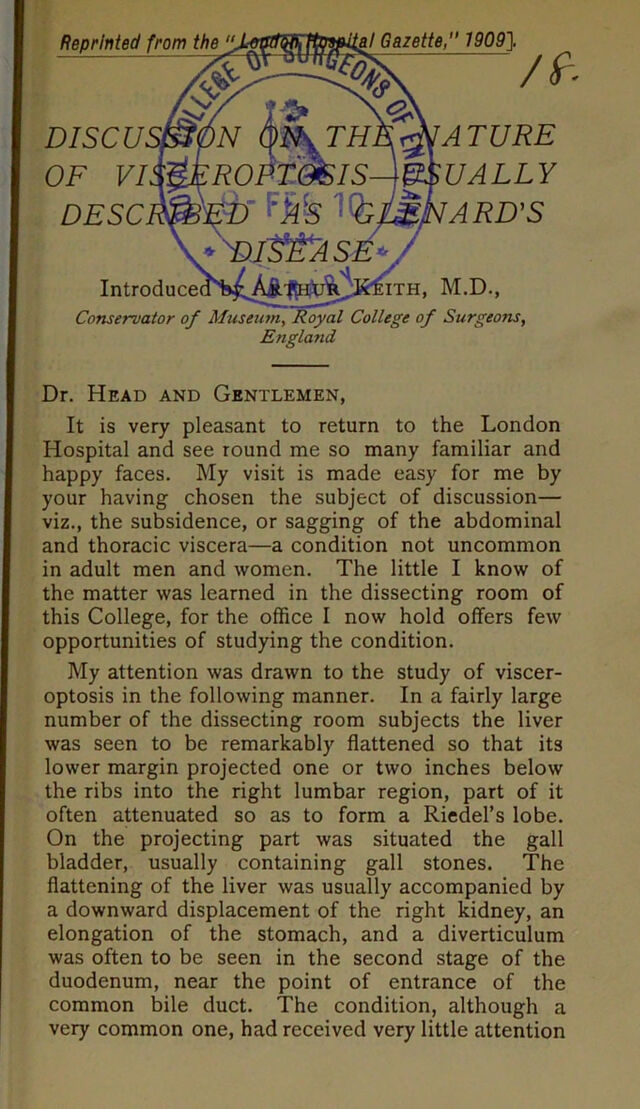 Reprinted from the "London Hospital Gazette," 1909].
18.
DISCUSSION ON THE NATURE
OF VISCEROPTOSIS—USUALLY
DESCRIBED AS GLENARD'S
DISEASE
COLLEGE OF SURGEONS OF
9-FEB 10
Introduced by ARTHUR KEITH, M.D.,
Conservator of Museum, Royal College of Surgeons,
England
Dr. HEAD AND GENTLEMEN,
It is very pleasant to return to the London
Hospital and see round me so many familiar and
happy faces. My visit is made easy for me by
your having chosen the subject of discussion—
viz., the subsidence, or sagging of the abdominal
and thoracic viscera—a condition not uncommon
in adult men and women. The little I know of
the matter was learned in the dissecting room of
this College, for the office I now hold offers few
opportunities of studying the condition.
My attention was drawn to the study of viscer-
optosis in the following manner. In a fairly large
number of the dissecting room subjects the liver
was seen to be remarkably flattened so that its
lower margin projected one or two inches below
the ribs into the right lumbar region, part of it
often attenuated so as to form a Riedel's lobe.
On the projecting part was situated the gall
bladder, usually containing gall stones. The
flattening of the liver was usually accompanied by
a downward displacement of the right kidney, an
elongation of the stomach, and a diverticulum
was often to be seen in the second stage of the
duodenum, near the point of entrance of the
common bile duct. The condition, although a
very common one, had received very little attention